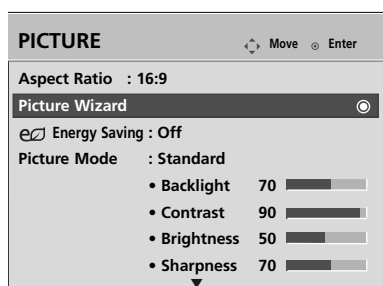 PICTURE Move Enter
Aspect Ratio : 16:9
Picture Wizard
Energy Saving : Off
Picture Mode : Standard
• Backlight 70
• Contrast 90
• Brightness 50
• Sharpness 70